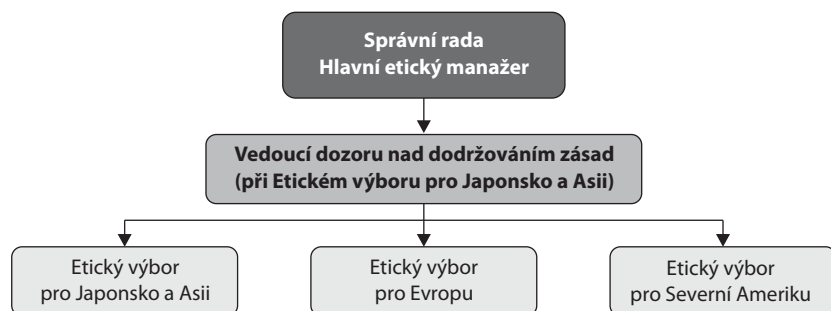 Správní rada
Hlavní etický manažer
Vedoucí dozoru nad dodržováním zásad
(při Etickém výboru pro Japonsko a Asii)
Etický výbor
pro Japonsko a Asii
Etický výbor
pro Evropu
Etický výbor
pro Severní Ameriku